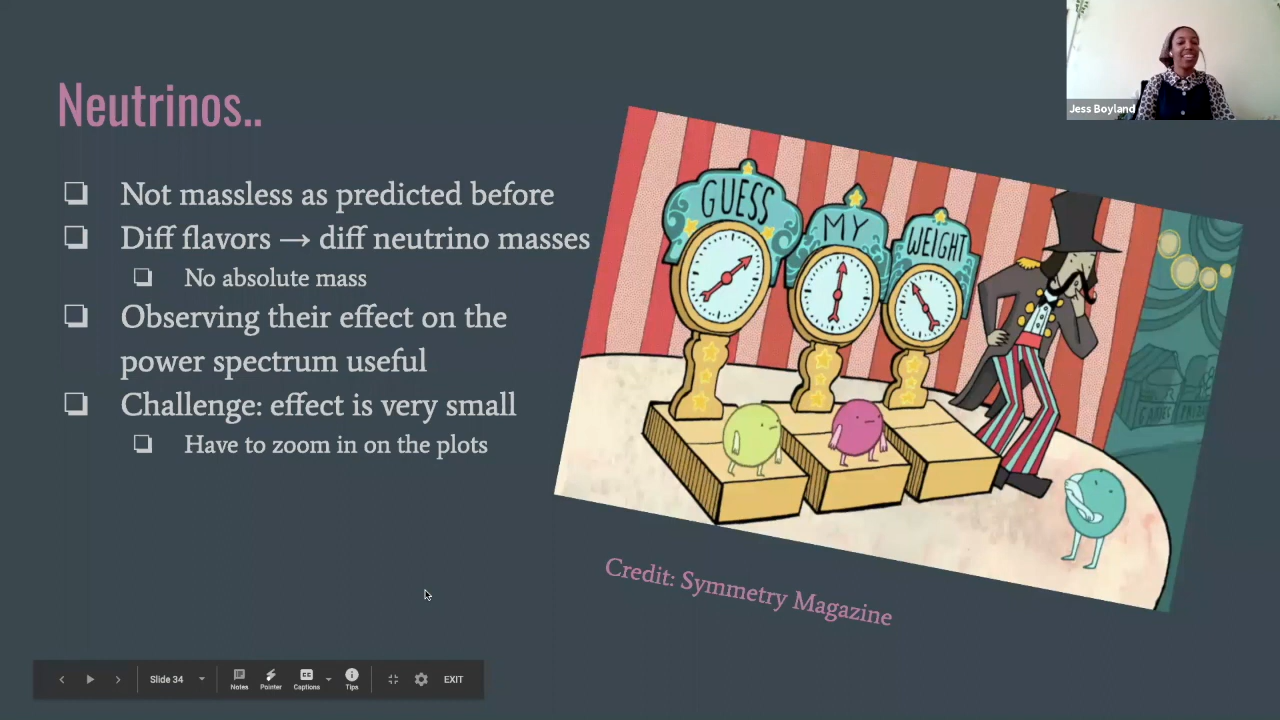 Jess Boyland
Neutrinos..
❏ Not massless as predicted before
❏ Diff flavors → diff neutrino masses
❏ No absolute mass
❏ Observing their effect on the
power spectrum useful
❏ Challenge: effect is very small
❏ Have to zoom in on the plots
GUESS
MY
WEIGHT
Credit: Symmetry Magazine
Slide 34
Notes
Pointer
CC
Captions
Tips
EXIT